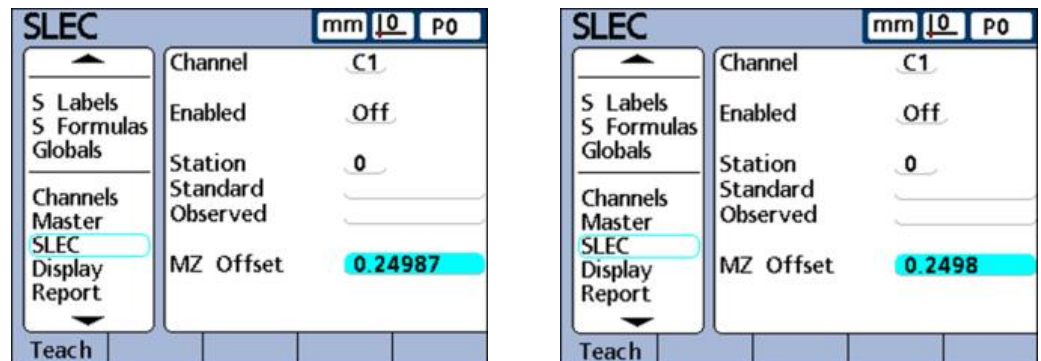 SLEC mm 0 P0
S Labels
S Formulas
Globals
Channels
Master
SLEC
Display
Report
Channel C1
Enabled Off
Station 0
Standard
Observed
MZ Offset 0.24987
Teach
SLEC mm 0 P0
S Labels
S Formulas
Globals
Channels
Master
SLEC
Display
Report
Channel C1
Enabled Off
Station 0
Standard
Observed
MZ Offset 0.2498
Teach